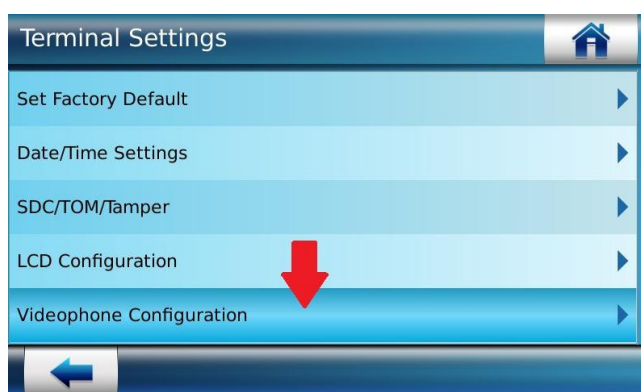 Terminal Settings
Set Factory Default
Date/Time Settings
SDC/TOM/Tamper
LCD Configuration
Videophone Configuration